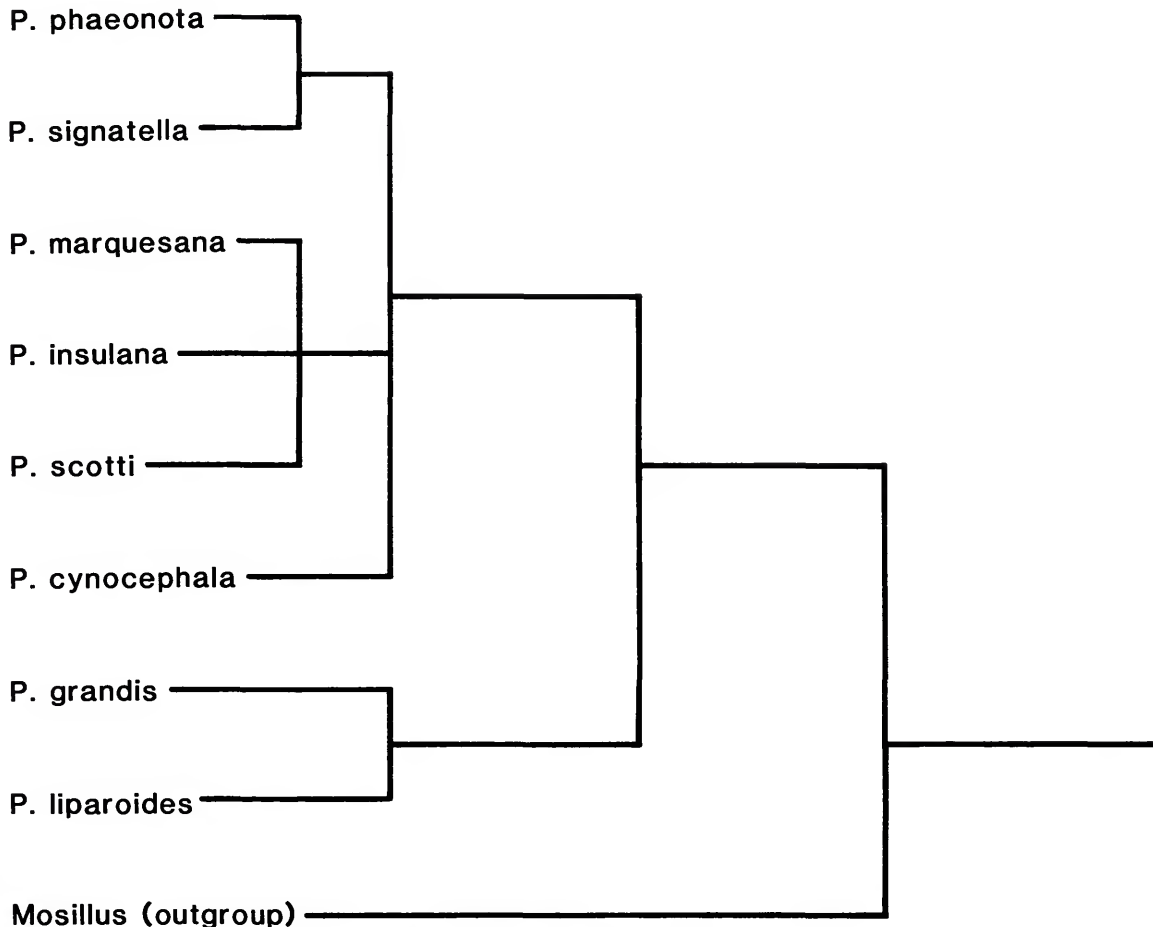 P. phaeonota
P. signatella
P. marquesana
P. insulana
P. scotti
P. cynocephala
P. grandis
P. liparoides
Mosillus (outgroup)